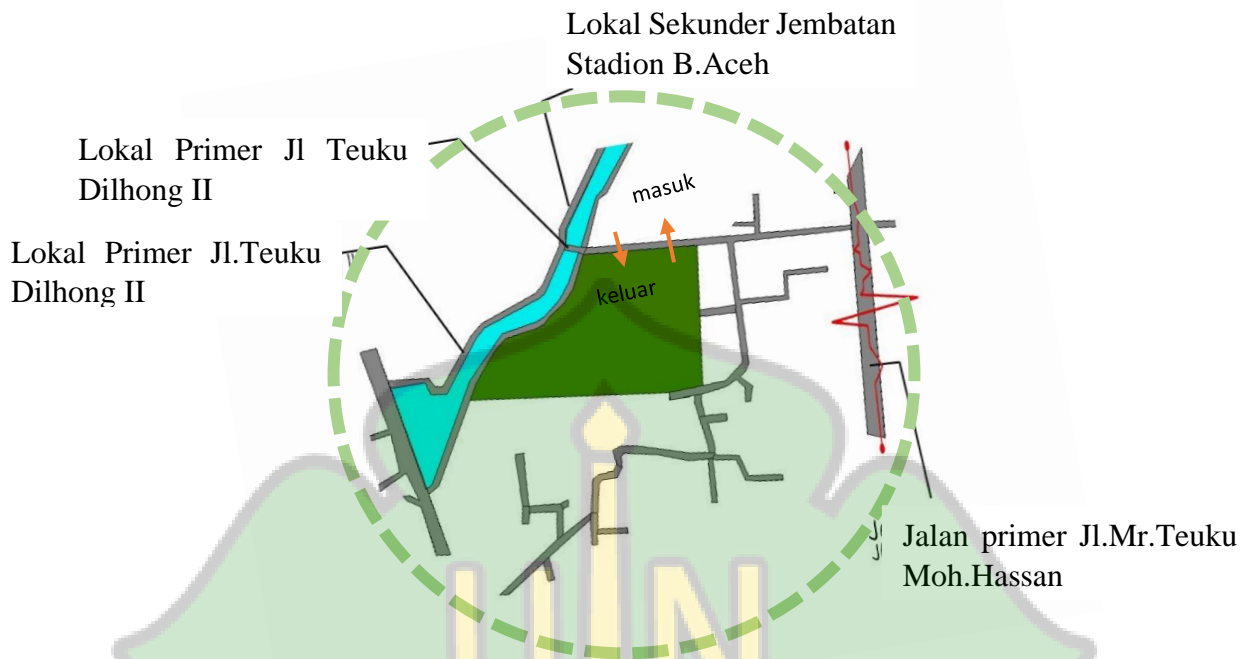 Lokal Sekunder Jembatan
Stadion B.Aceh
Lokal Primer Jl Teuku
Dilhong II
masuk
Lokal Primer Jl.Teuku
Dilhong II
keluar
Jalan primer Jl.Mr.Teuku
Moh.Hassan
UIN